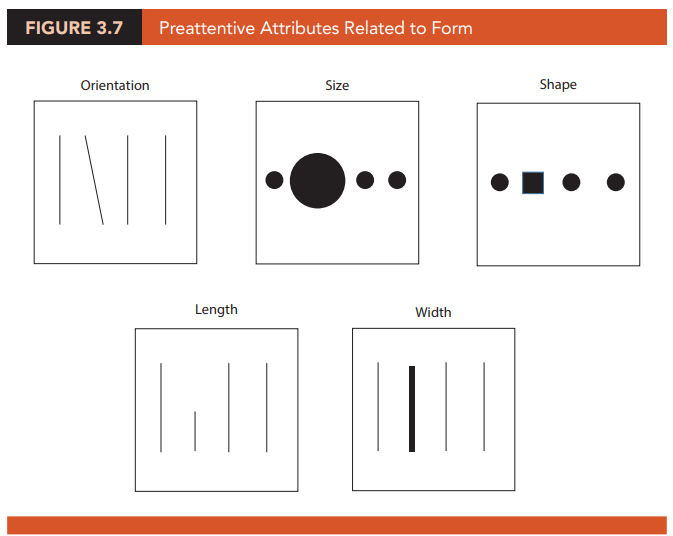 FIGURE 3.7 Preattentive Attributes Related to Form
Orientation
Size
Shape
Length
Width